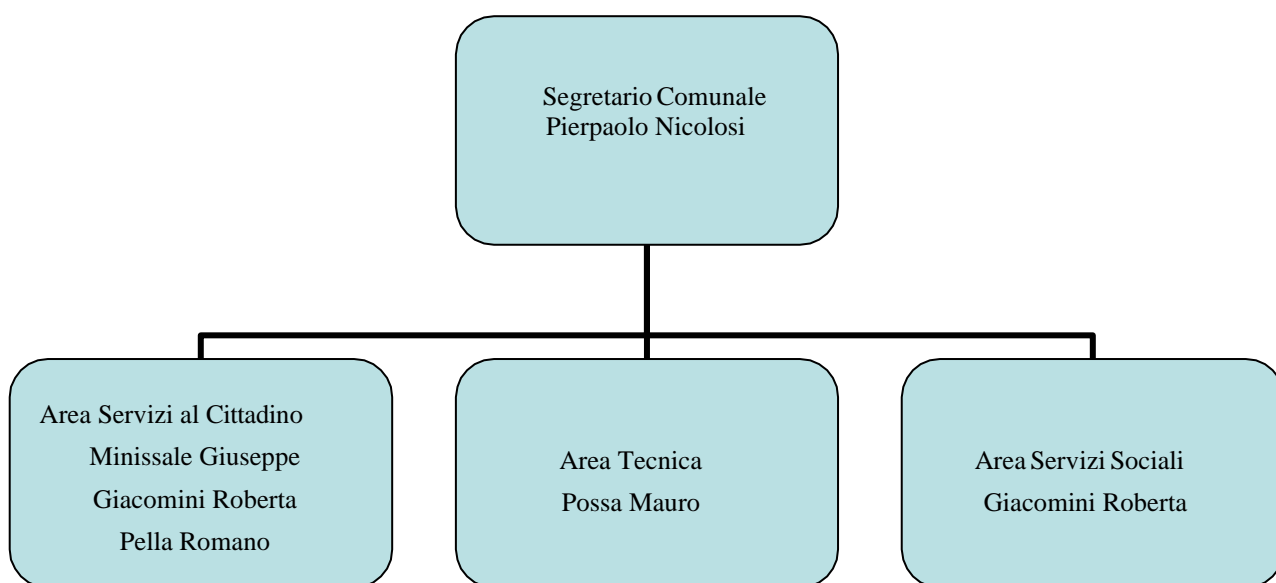 Segretario Comunale
Pierpaolo Nicolosi
Area Servizi al Cittadino
Minissale Giuseppe
Giacomini Roberta
Pella Romano
Area Tecnica
Possa Mauro
Area Servizi Sociali
Giacomini Roberta